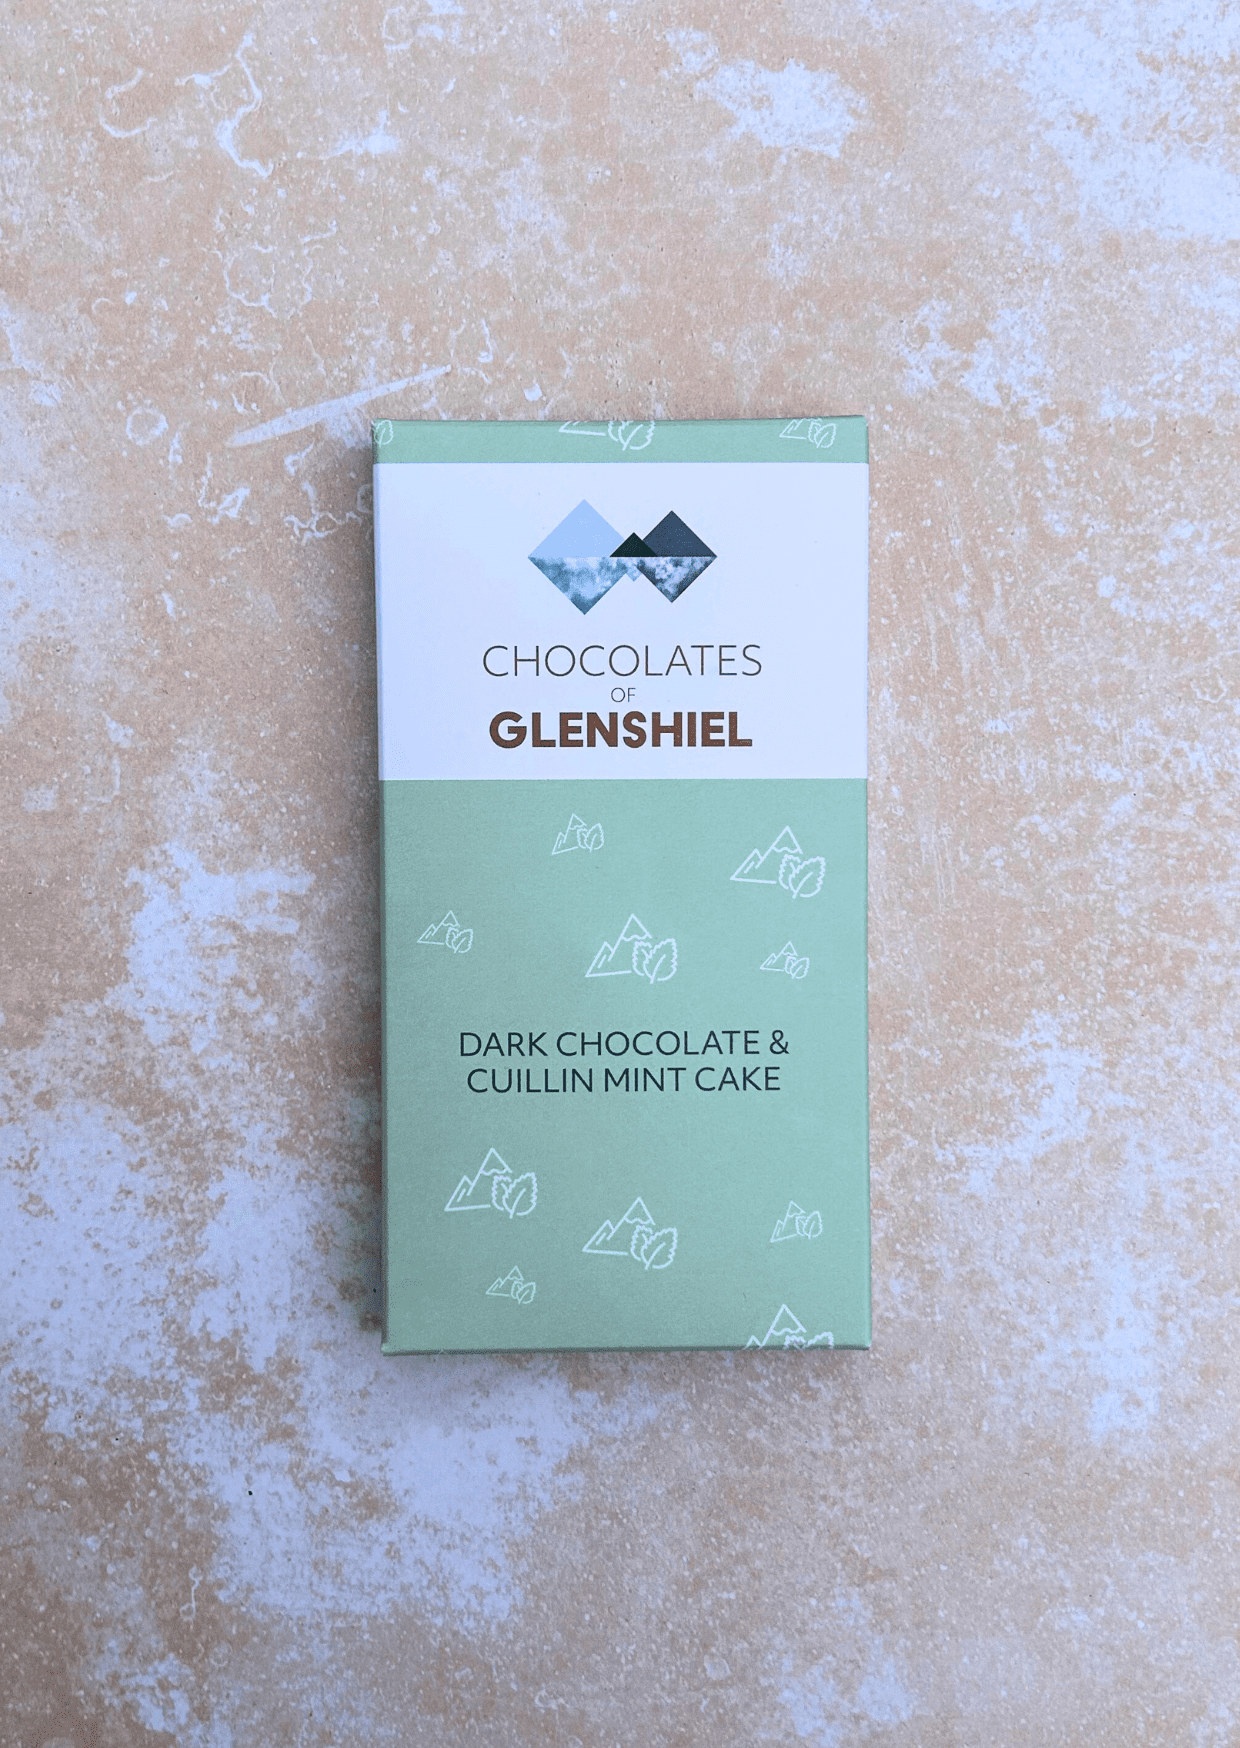 CHOCOLATES
OF
GLENSHIEL
DARK CHOCOLATE &
CUILLIN MINT CAKE